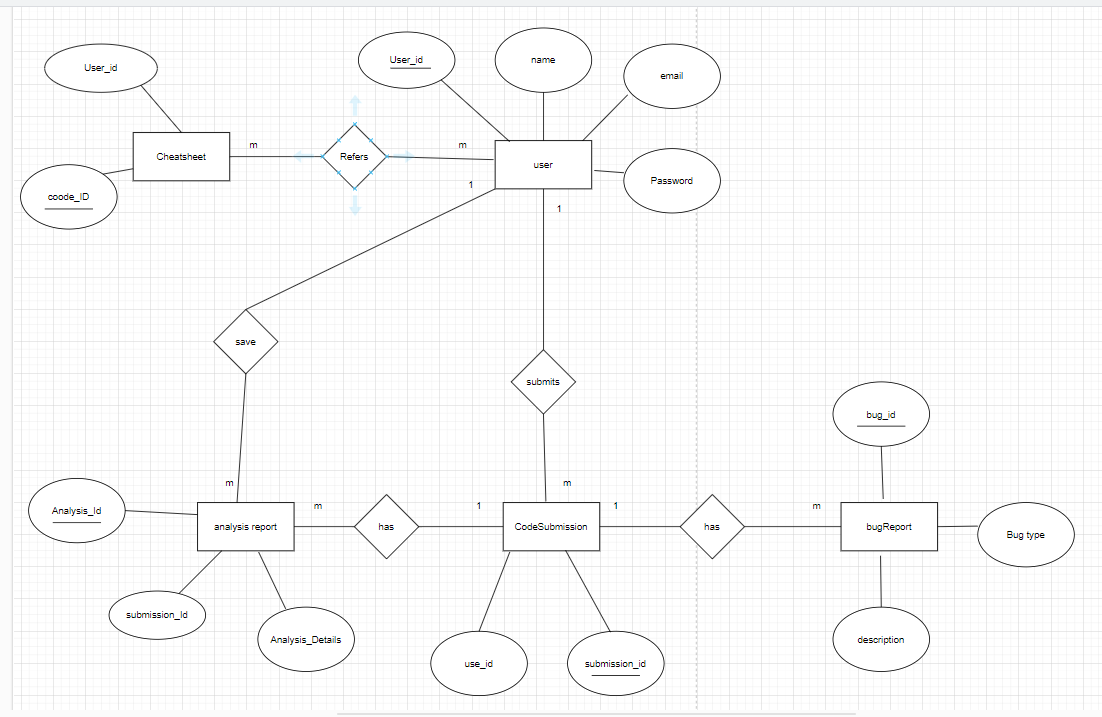 User_id
name
User_id
email
m
m
Cheatsheet
Refers
user
Password
1
coode_ID
1
save
submits
bug_id
m
m
Analysis_Id
m
1
1
m
analysis report
has
CodeSubmission
has
bugReport
Bug type
submission_Id
Analysis_Details
description
use_id
submission_id